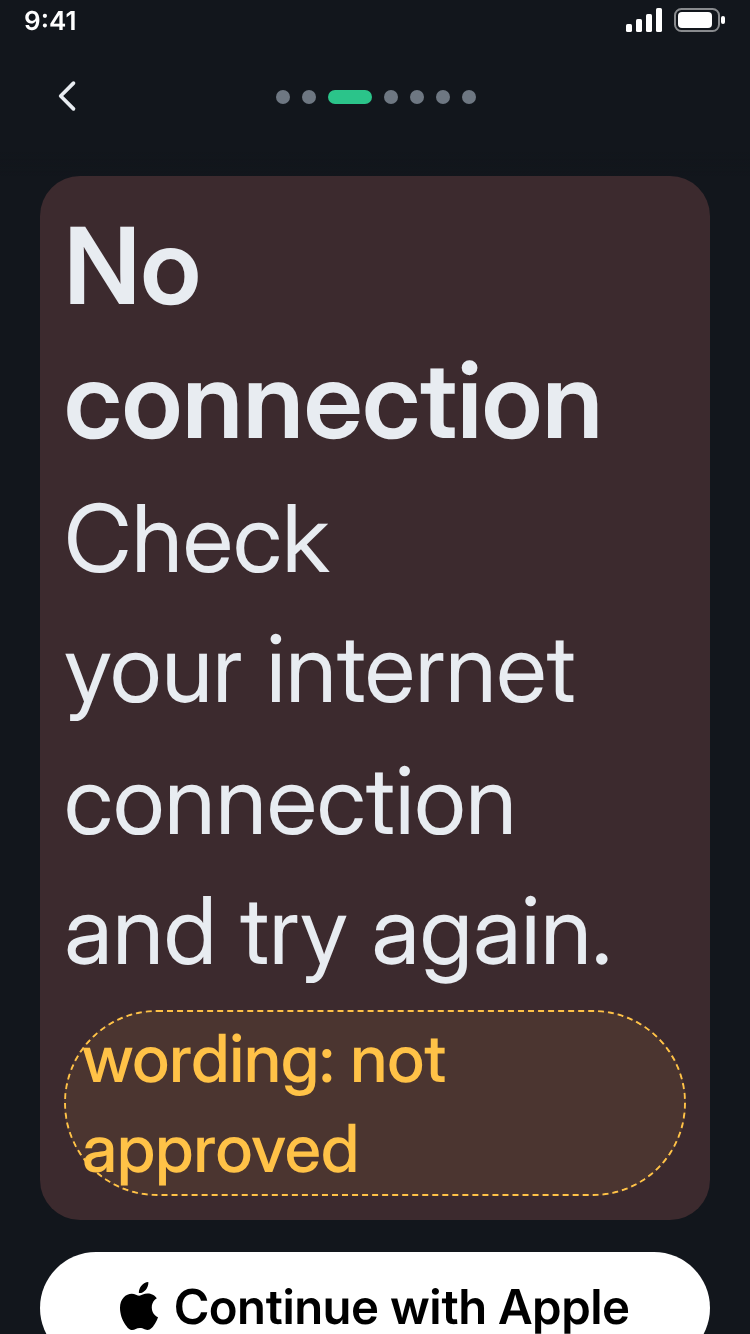 9:41
No
connection
Check
your internet
connection
and try again.
wording: not
approved
Continue with Apple